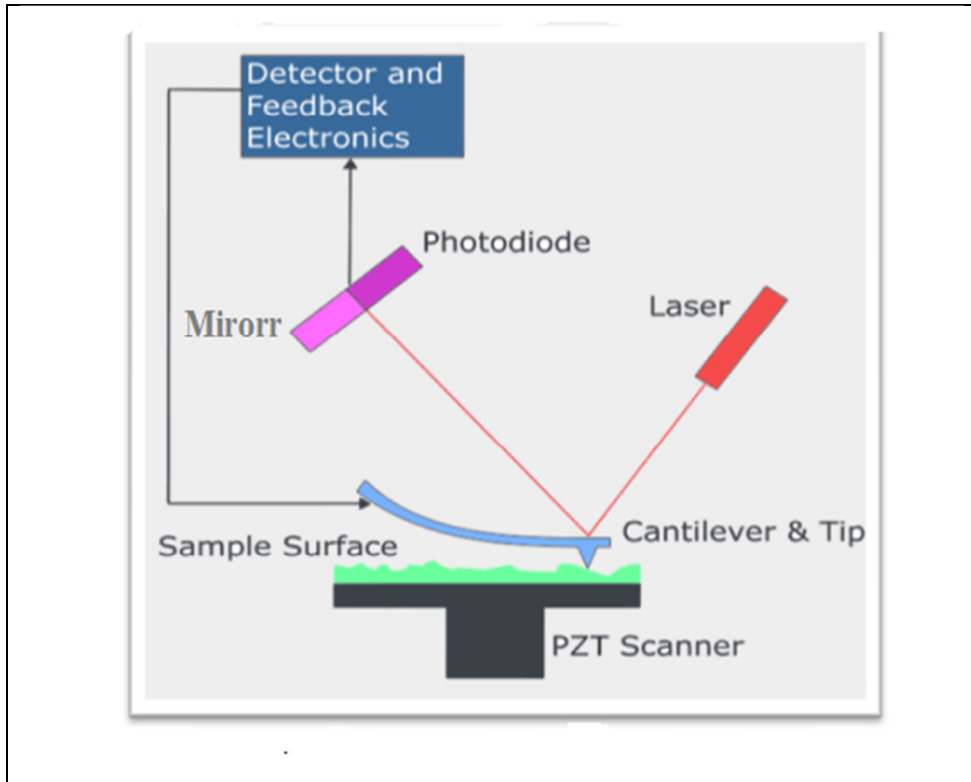 Detector and
Feedback
Electronics
Photodiode
Laser
Mirorr
Cantilever & Tip
Sample Surface
PZT Scanner